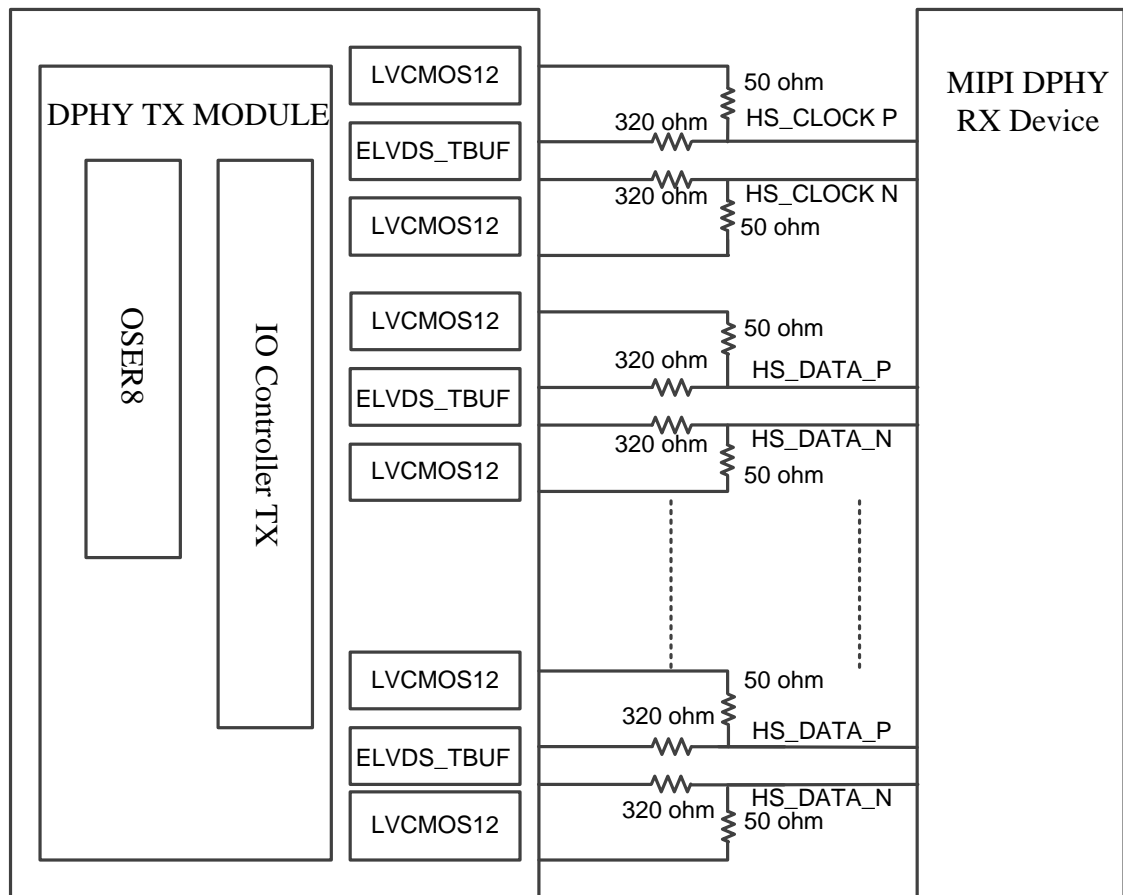 DPHY TX MODULE
OSER8
IO Controller TX
LVCMOS12
ELVDS_TBUF
LVCMOS12
50 ohm
320 ohm
HS_CLOCK P
320 ohm
HS_CLOCK N
50 ohm
LVCMOS12
ELVDS_TBUF
LVCMOS12
50 ohm
320 ohm
HS_DATA_P
320 ohm
HS_DATA_N
50 ohm
LVCMOS12
ELVDS_TBUF
LVCMOS12
50 ohm
320 ohm
HS_DATA_P
320 ohm
HS_DATA_N
50 ohm
MIPI DPHY
RX Device